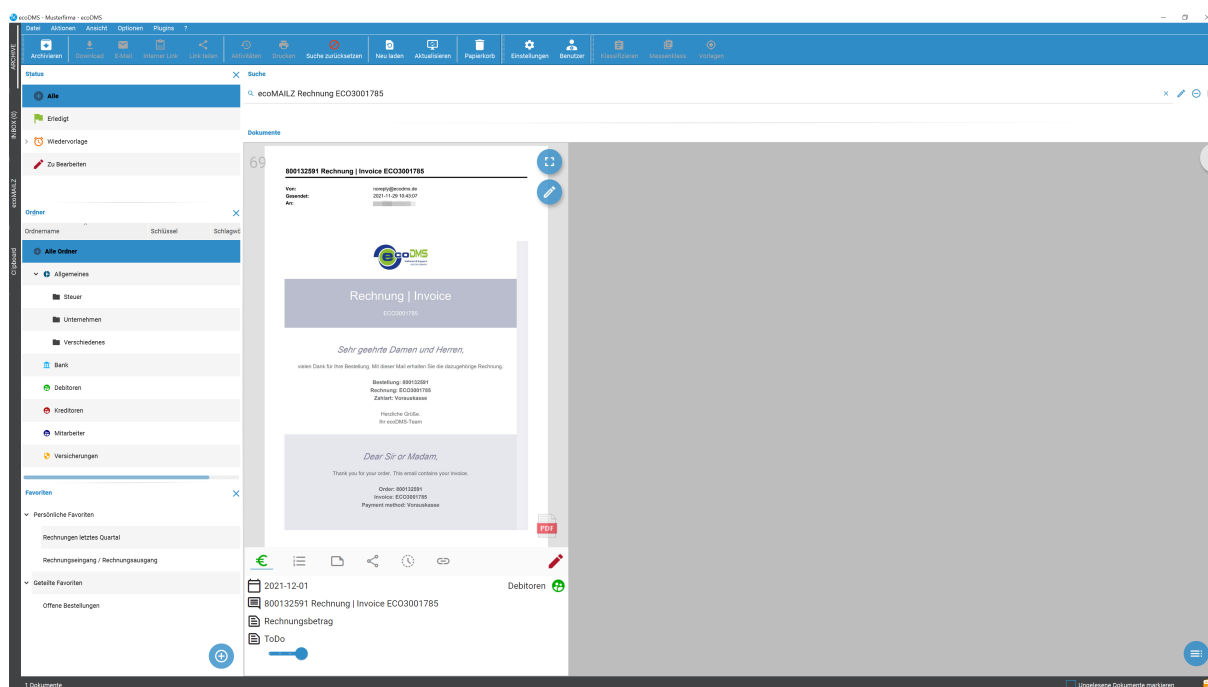 ecoDMS - Musterfirma - ecoDMS
Datei Aktionen Ansicht Optionen Plugins ?
Archivieren Download E-Mail Interner Link Link teilen Aktivitäten Drucken Suche zurücksetzen Neu laden Aktualisieren Papierkorb Einstellungen Benutzer Klassifizieren Massenklass. Vorlagen
ARCHIVE
INBOX (0)
ecoMAILZ
Clipboard
Status
Alle
Erledigt
Wiedervorlage
Zu Bearbeiten
Ordner
Ordnername Schlüssel Schlagwö
Alle Ordner
Allgemeines
Steuer
Unternehmen
Verschiedenes
Bank
Debitoren
Kreditoren
Mitarbeiter
Versicherungen
Favoriten
Persönliche Favoriten
Rechnungen letztes Quartal
Rechnungseingang / Rechnungsausgang
Geteilte Favoriten
Offene Bestellungen
Suche
ecoMAILZ Rechnung ECO3001785
Dokumente
69
800132591 Rechnung | Invoice ECO3001785
Von: noreply@ecodms.de
Gesendet: 2021-11-29 10:43:07
An:
ecoDMS
Rechnung | Invoice
ECO3001785
Sehr geehrte Damen und Herren,
vielen Dank für Ihre Bestellung. Mit dieser Mail erhalten Sie die dazugehörige Rechnung.
Bestellung: 800132591
Rechnung: ECO3001785
Zahlart: Vorauskasse
Herzliche Grüße.
Ihr ecoDMS-Team
Dear Sir or Madam,
Thank you for your order. This email contains your invoice.
Order: 800132591
Invoice: ECO3001785
Payment method: Vorauskasse
PDF
2021-12-01 Debitoren
800132591 Rechnung | Invoice ECO3001785
Rechnungsbetrag
ToDo
1 Dokumente
Ungelesene Dokumente markieren